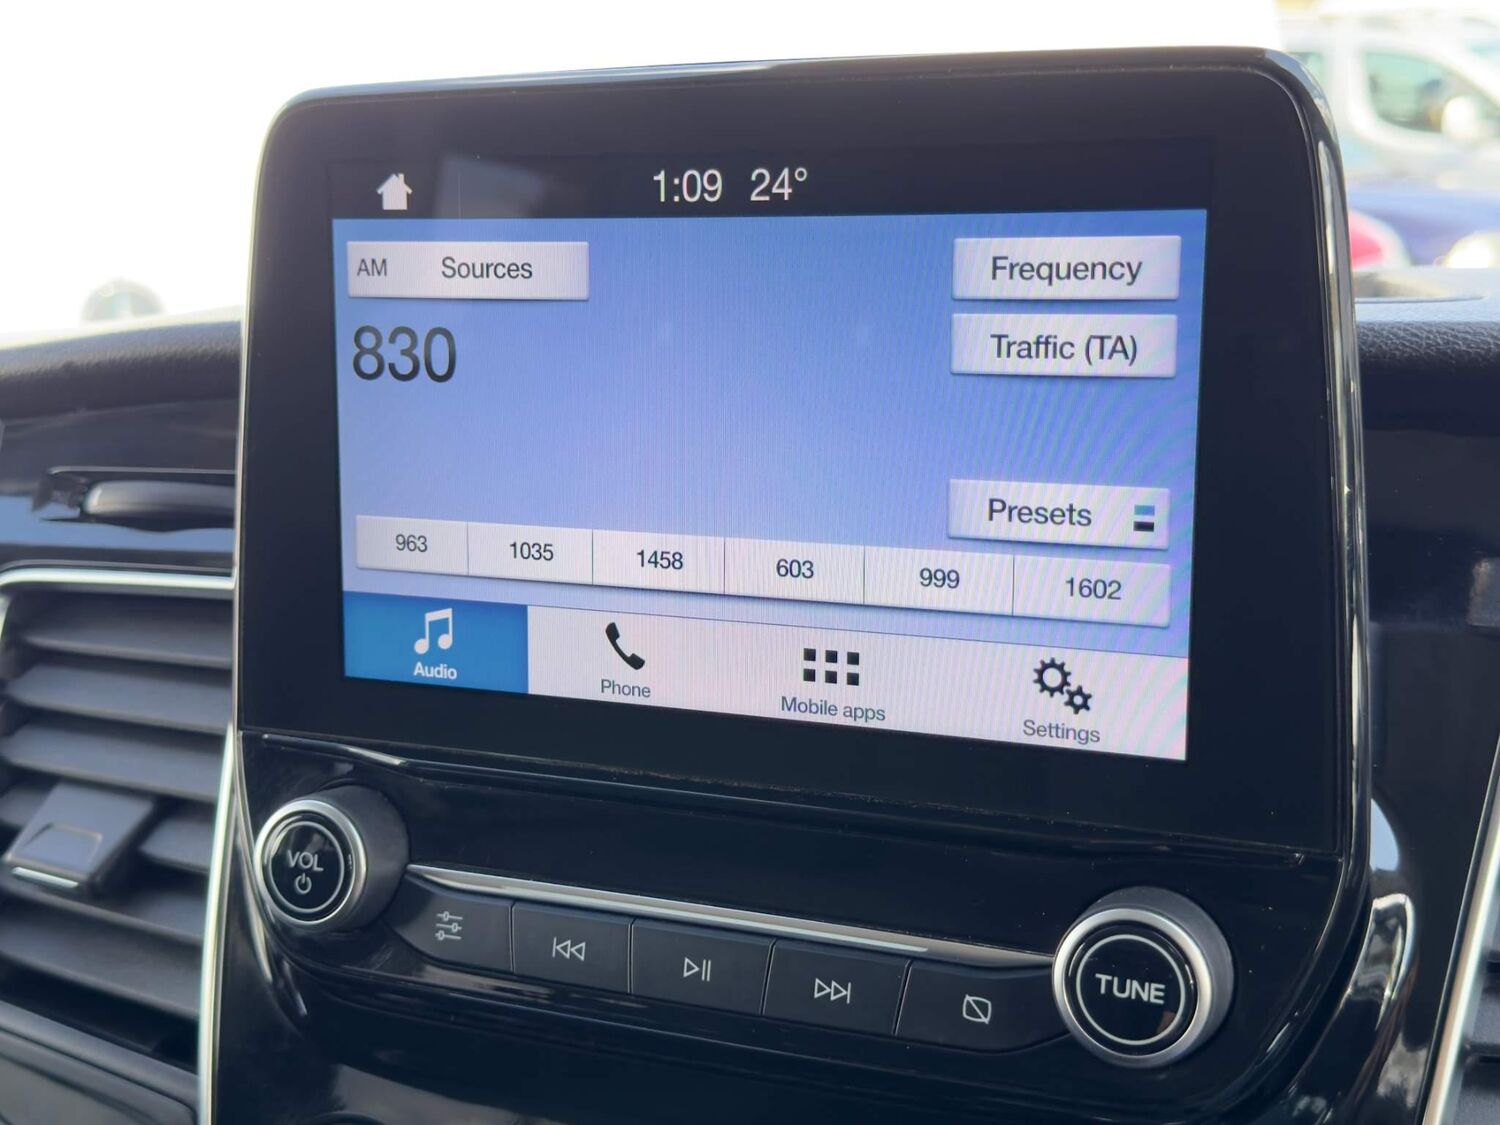 1:09 24°
AM Sources
Frequency
830
Traffic (TA)
Presets
963 1035 1458 603 999 1602
Audio Phone Mobile apps Settings
VOL
TUNE